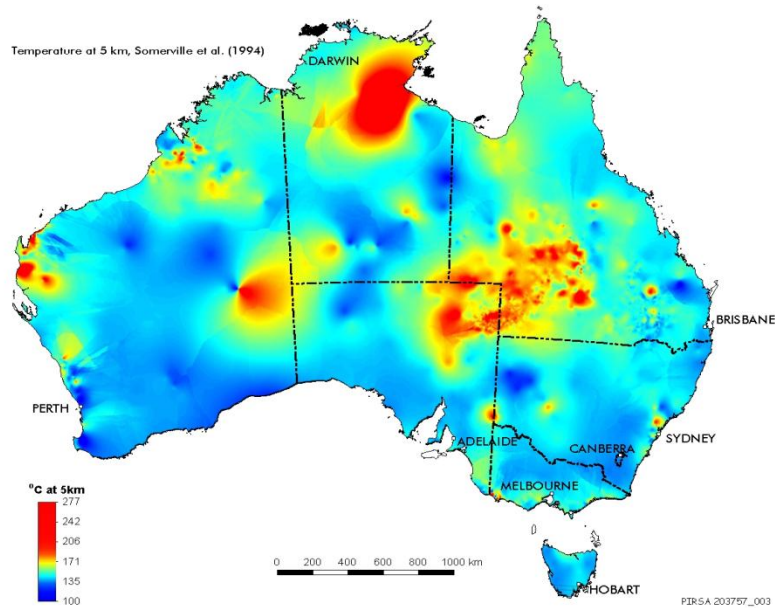 Temperature at 5 km, Somerville et al. (1994)
DARWIN
BRISBANE
PERTH
ADELAIDE
CANBERRA
SYDNEY
MELBOURNE
°C at 5km
277
242
206
171
135
100
0 200 400 600 800 1000 km
HOBART
PIRSA 203757_003